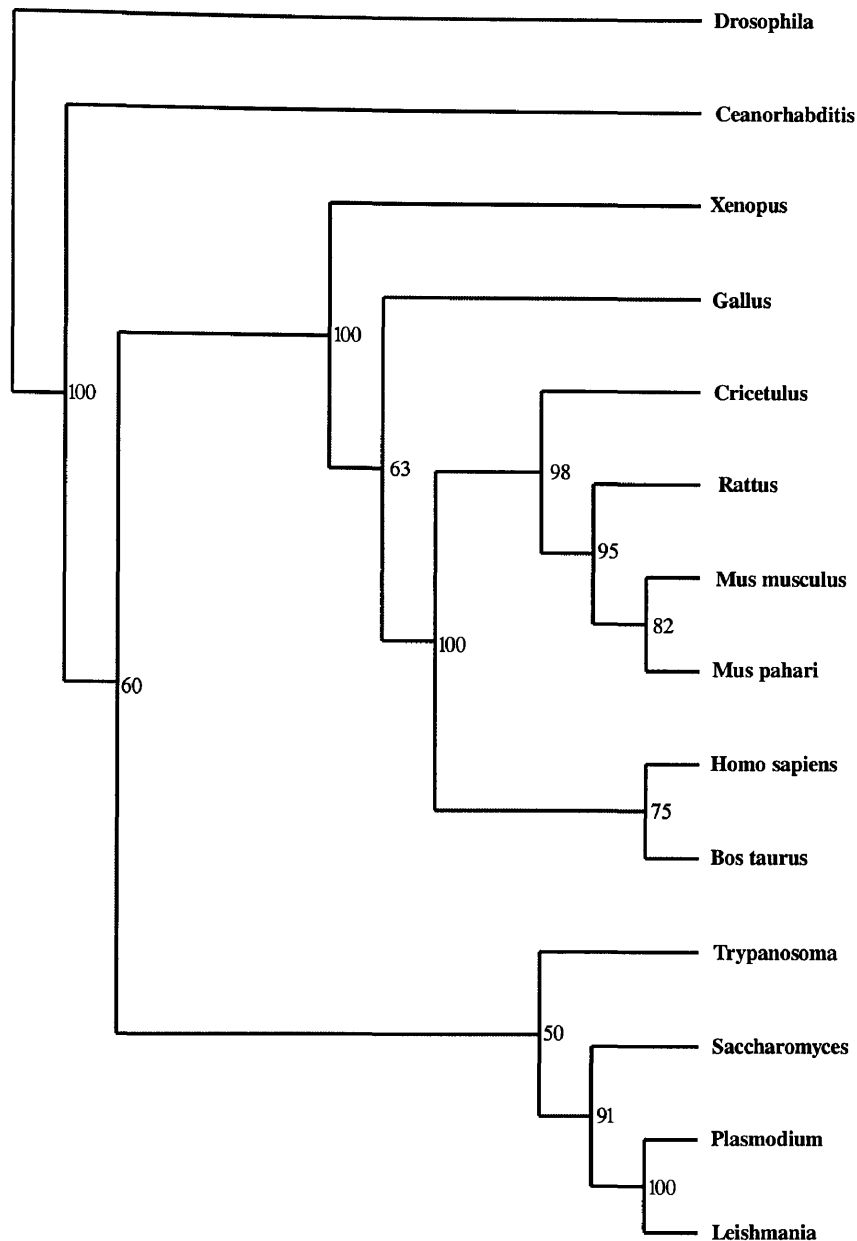 Drosophila
Ceanorhabditis
Xenopus
Gallus
100
Cricetulus
100
63
98
Rattus
95
Mus musculus
82
100
Mus pahari
60
Homo sapiens
75
Bos taurus
Trypanosoma
50
Saccharomyces
91
Plasmodium
100
Leishmania